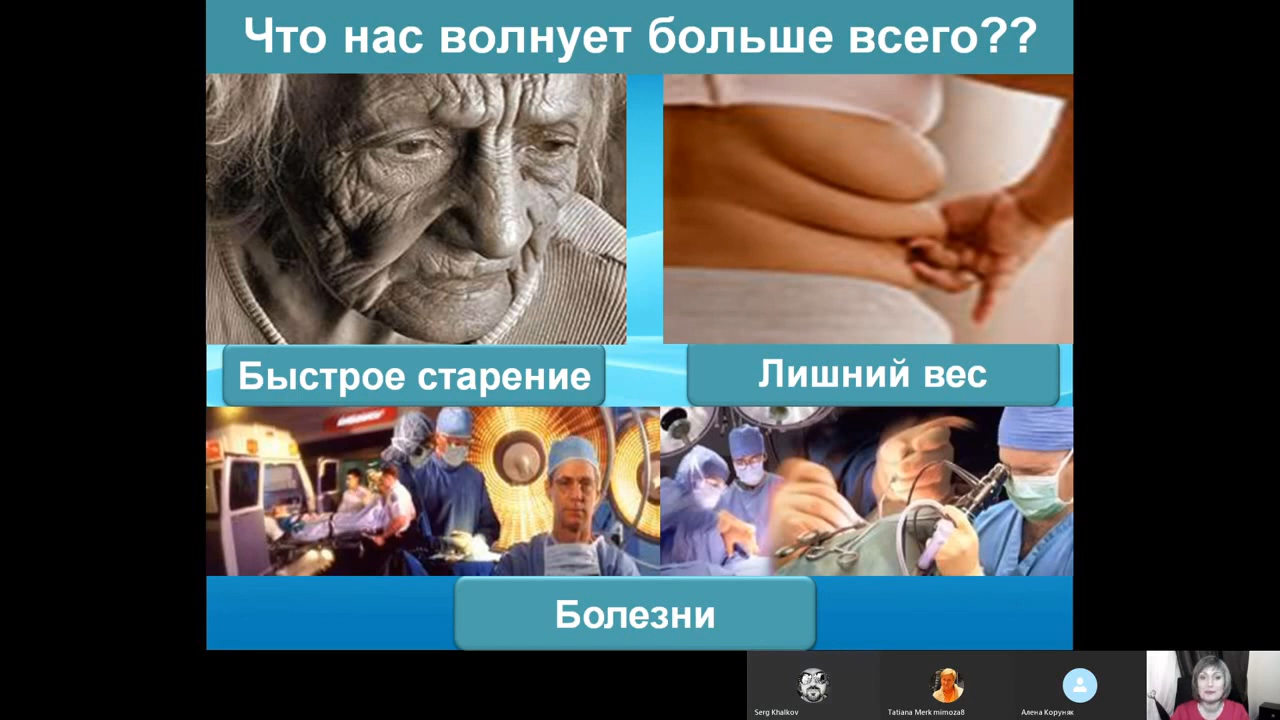 Что нас волнует больше всего??
Быстрое старение
Лишний вес
Болезни
Serg Khalkov
Tatiana Merk mimoza8
Алена Коруняк